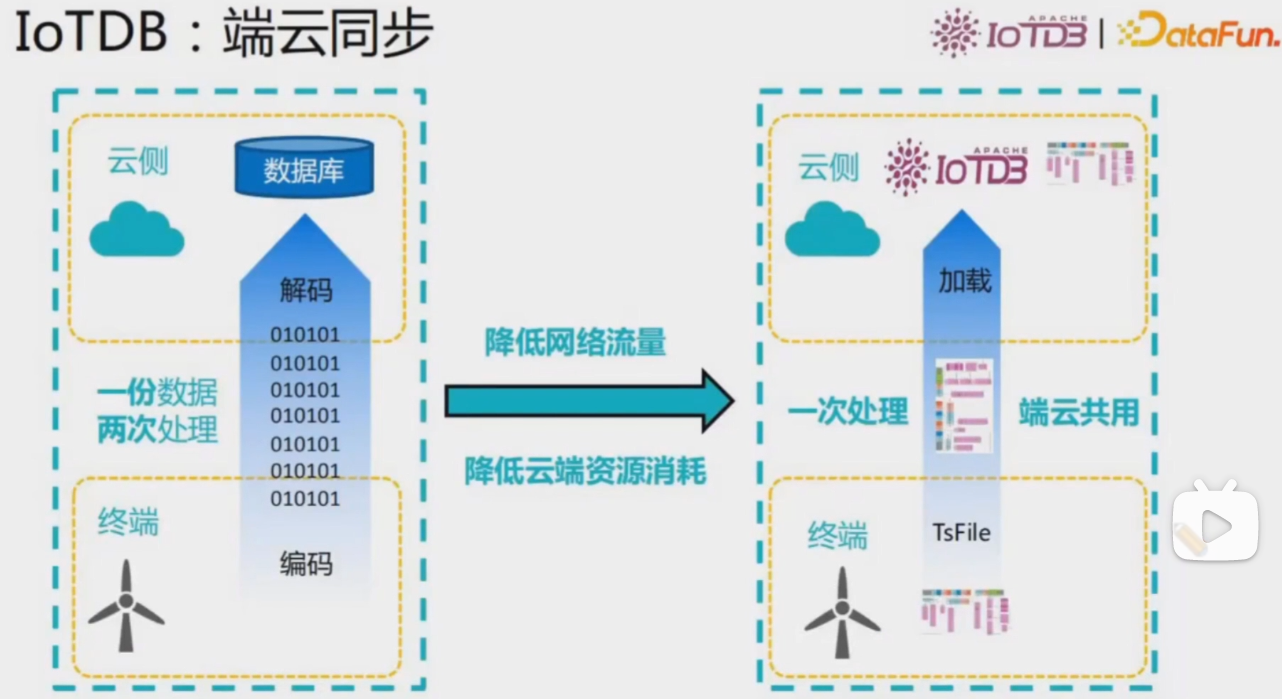 IoTDB：端云同步
APACHE
IoTDB | DataFun.
云侧
数据库
解码
010101
010101
010101
010101
010101
010101
010101
一份数据
两次处理
终端
编码
降低网络流量
降低云端资源消耗
云侧
APACHE
IoTDB
加载
一次处理
端云共用
终端
TsFile